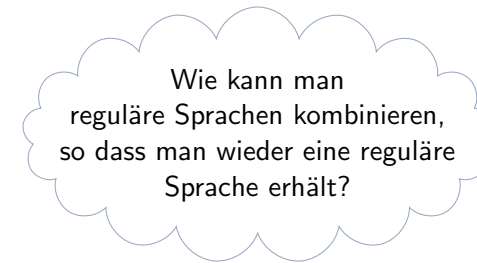 Wie kann man
reguläre Sprachen kombinieren,
so dass man wieder eine reguläre
Sprache erhält?